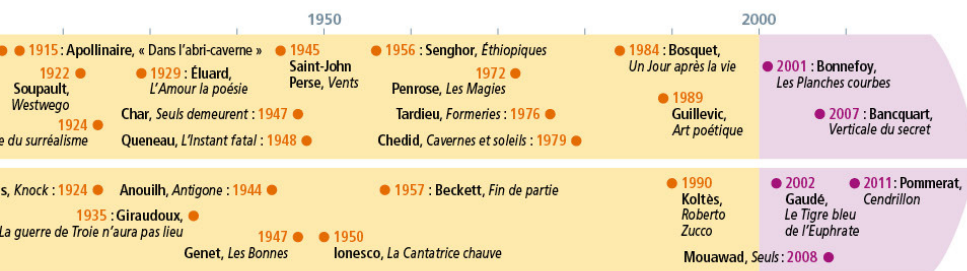 1950
2000
1915 : Apollinaire, « Dans l'abri-caverne »
1945
Saint-John
Perse, Vents
1956 : Senghor, Éthiopiques
1984 : Bosquet,
Un Jour après la vie
2001 : Bonnefoy,
Les Planches courbes
1922
Soupault,
Westwego
1929 : Éluard,
L'Amour la poésie
1972
Penrose, Les Magies
1989
Guillevic,
Art poétique
2007 : Bancquart,
Verticale du secret
1924
e du surréalisme
Char, Seuls demeurent : 1947
Queneau, L'Instant fatal : 1948
Tardieu, Formeries : 1976
Chedid, Cavernes et soleils : 1979
s, Knock : 1924
Anouilh, Antigone : 1944
1957 : Beckett, Fin de partie
1990
Koltès,
Roberto
Zucco
2002
Gaudé,
Le Tigre bleu
de l'Euphrate
2011 : Pommerat,
Cendrillon
1935 : Giraudoux,
La guerre de Troie n'aura pas lieu
1947
Genet, Les Bonnes
1950
Ionesco, La Cantatrice chauve
Mouawad, Seuls : 2008